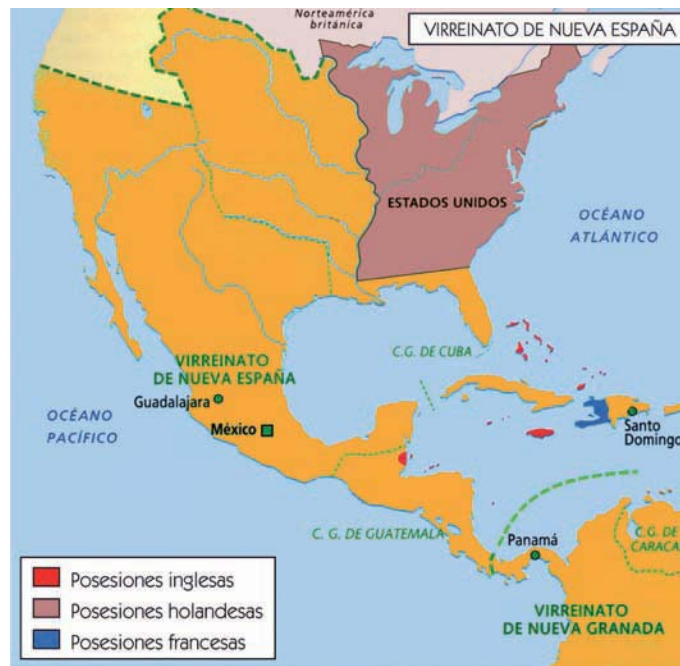 Norteamérica
británica
VIRREINATO DE NUEVA ESPAÑA
ESTADOS UNIDOS
OCÉANO
ATLÁNTICO
C.G. DE CUBA
VIRREINATO
DE NUEVA ESPAÑA
Guadalajara
OCÉANO
PACÍFICO
México
Santo
Domingo
C. G. DE GUATEMALA
Panamá
C.G. DE
CARACA
VIRREINATO
DE NUEVA GRANADA
Posesiones inglesas
Posesiones holandesas
Posesiones francesas